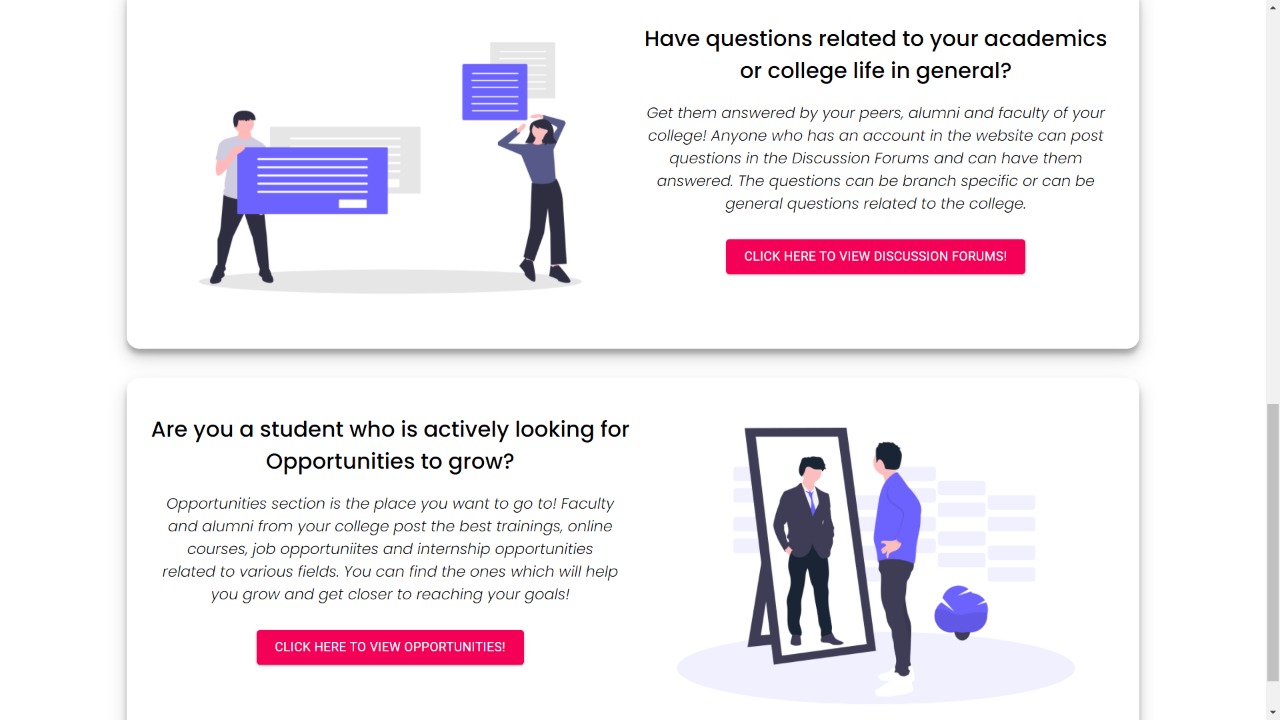 Have questions related to your academics
or college life in general?
Get them answered by your peers, alumni and faculty of your
college! Anyone who has an account in the website can post
questions in the Discussion Forums and can have them
answered. The questions can be branch specific or can be
general questions related to the college.
CLICK HERE TO VIEW DISCUSSION FORUMS!
Are you a student who is actively looking for
Opportunities to grow?
Opportunities section is the place you want to go to! Faculty
and alumni from your college post the best trainings, online
courses, job opportuniites and internship opportunities
related to various fields. You can find the ones which will help
you grow and get closer to reaching your goals!
CLICK HERE TO VIEW OPPORTUNITIES!